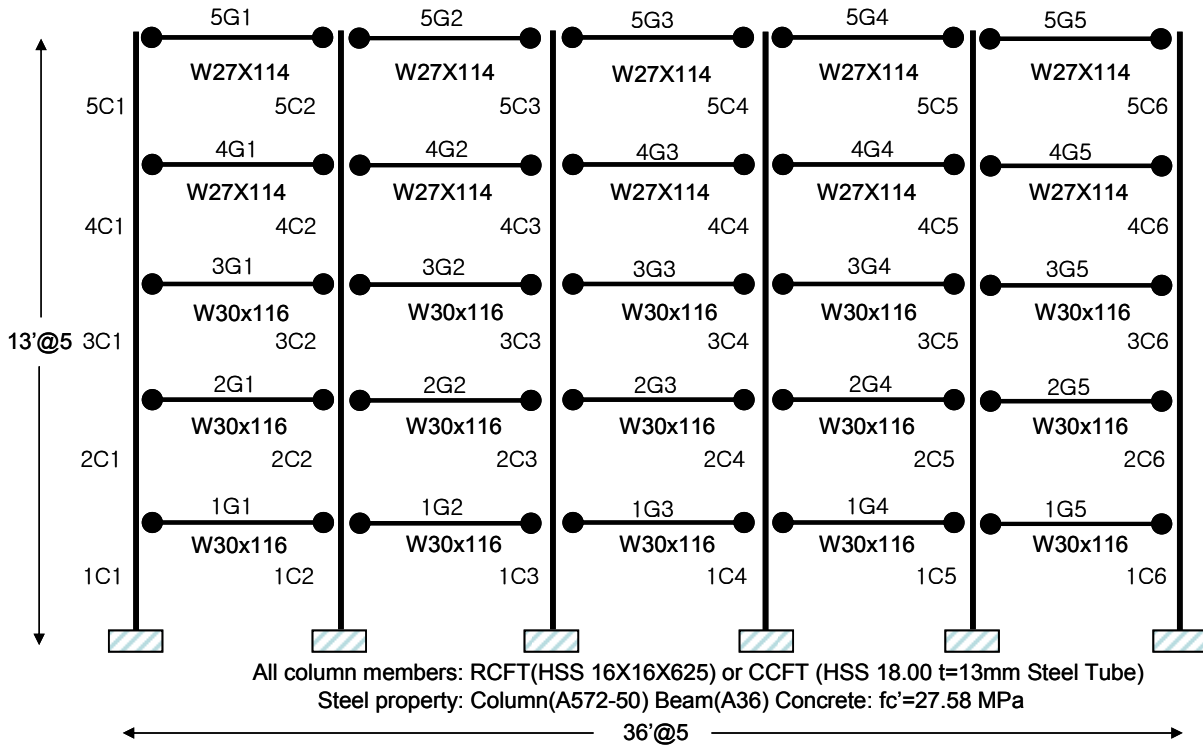 5G1 5G2 5G3 5G4 5G5
W27X114 W27X114 W27X114 W27X114 W27X114
5C1 5C2 5C3 5C4 5C5 5C6
4G1 4G2 4G3 4G4 4G5
W27X114 W27X114 W27X114 W27X114 W27X114
4C1 4C2 4C3 4C4 4C5 4C6
3G1 3G2 3G3 3G4 3G5
W30x116 W30x116 W30x116 W30x116 W30x116
13'@5 3C1 3C2 3C3 3C4 3C5 3C6
2G1 2G2 2G3 2G4 2G5
W30x116 W30x116 W30x116 W30x116 W30x116
2C1 2C2 2C3 2C4 2C5 2C6
1G1 1G2 1G3 1G4 1G5
W30x116 W30x116 W30x116 W30x116 W30x116
1C1 1C2 1C3 1C4 1C5 1C6
All column members: RCFT(HSS 16X16X625) or CCFT (HSS 18.00 t=13mm Steel Tube)
Steel property: Column(A572-50) Beam(A36) Concrete: fc'=27.58 MPa
36'@5